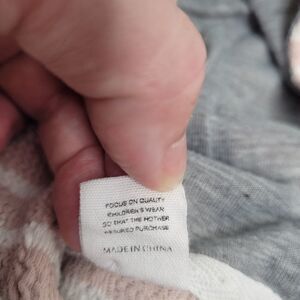 FOCUS ON QUALITY
CHILDREN'S WEAR
SO THAT THE MOTHER
ASSURED PURCHASE
MADE IN CHINA